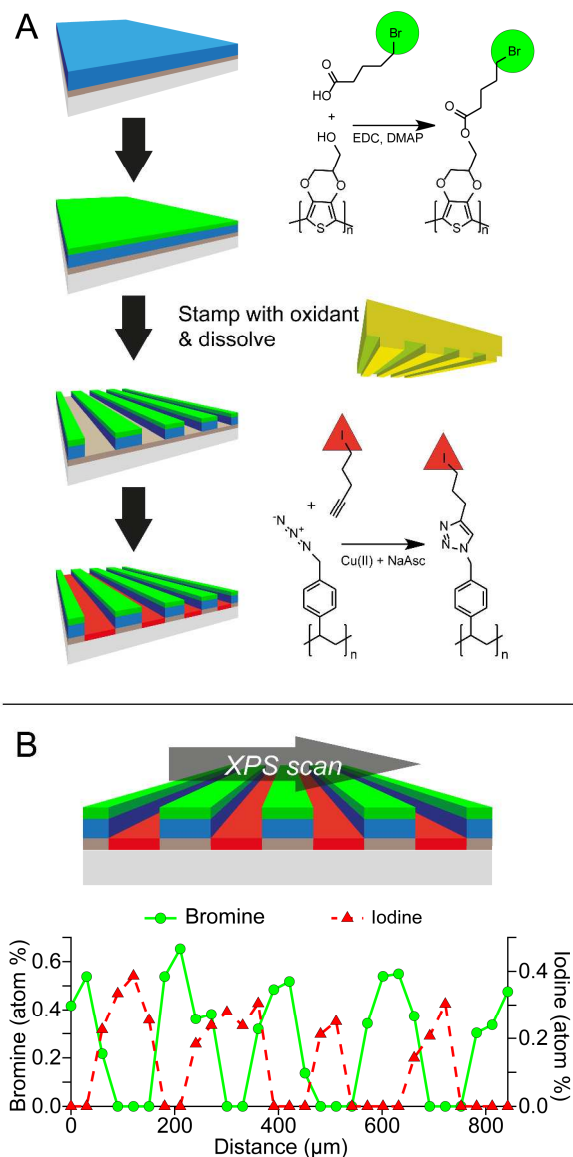 A
Br
O
HO
+
HO
EDC, DMAP
O
O
S
n
Br
O
O
O
O
S
n
Stamp with oxidant
& dissolve
I
+
-N
N+
N
Cu(II) + NaAsc
n
I
N
N
N
n
B
XPS scan
Bromine
Iodine
Bromine (atom %)
0.6
0.4
0.2
0.0
Iodine (atom %)
0.4
0.2
0.0
0 200 400 600 800
Distance (µm)